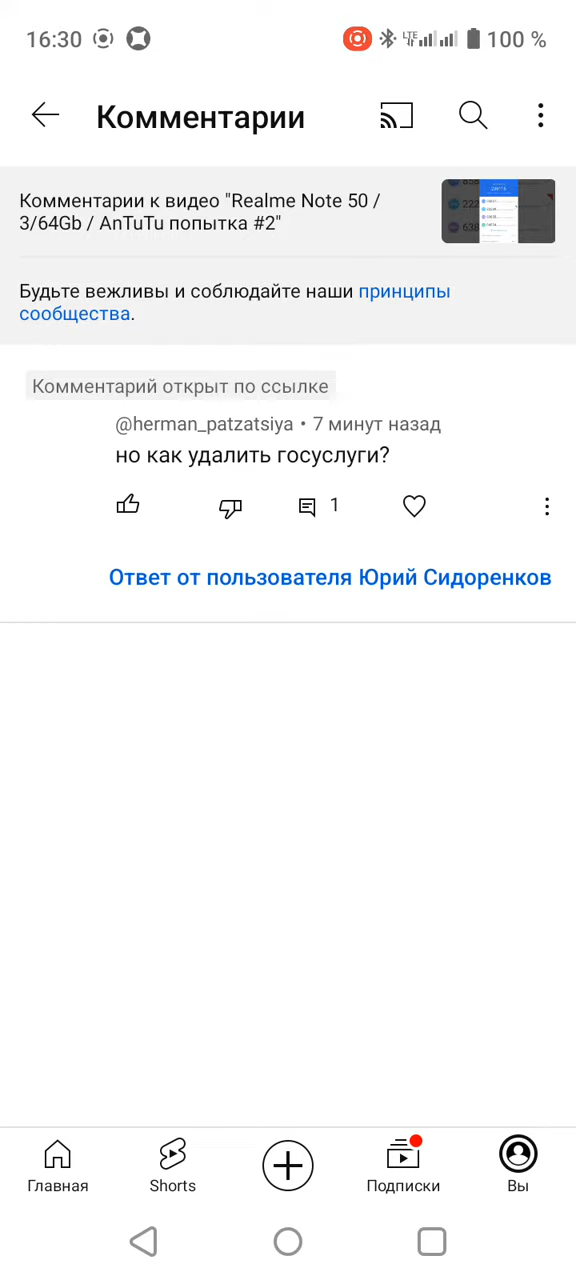 16:30 LTE 100 %
Комментарии
Комментарии к видео "Realme Note 50 /
3/64Gb / AnTuTu попытка #2"
Будьте вежливы и соблюдайте наши принципы
сообщества.
Комментарий открыт по ссылке
@herman_patzatsiya • 7 минут назад
но как удалить госуслуги?
1
Ответ от пользователя Юрий Сидоренков
Главная Shorts Подписки Вы